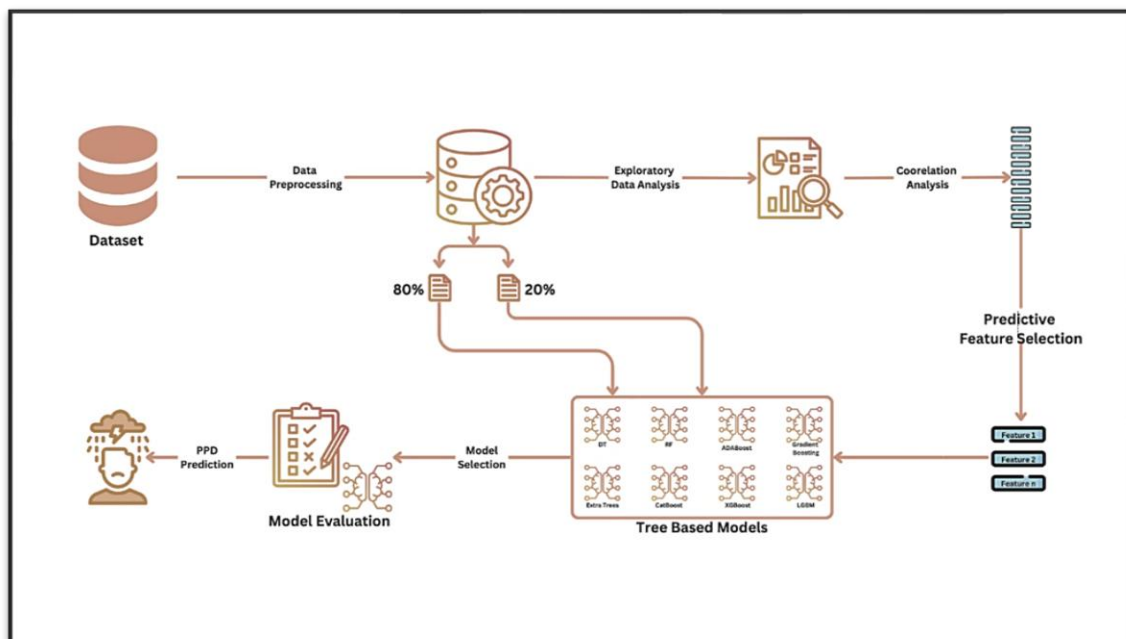 Data
Preprocessing
Exploratory
Data Analysis
Coorelation
Analysis
Dataset
80%
20%
Predictive
Feature Selection
DT
RF
ADABoost
Gradient
Boosting
Extra Trees
CatBoost
XGBoost
LGBM
Tree Based Models
Feature 1
Feature 2
Feature n
Model
Selection
Model Evaluation
PPD
Prediction